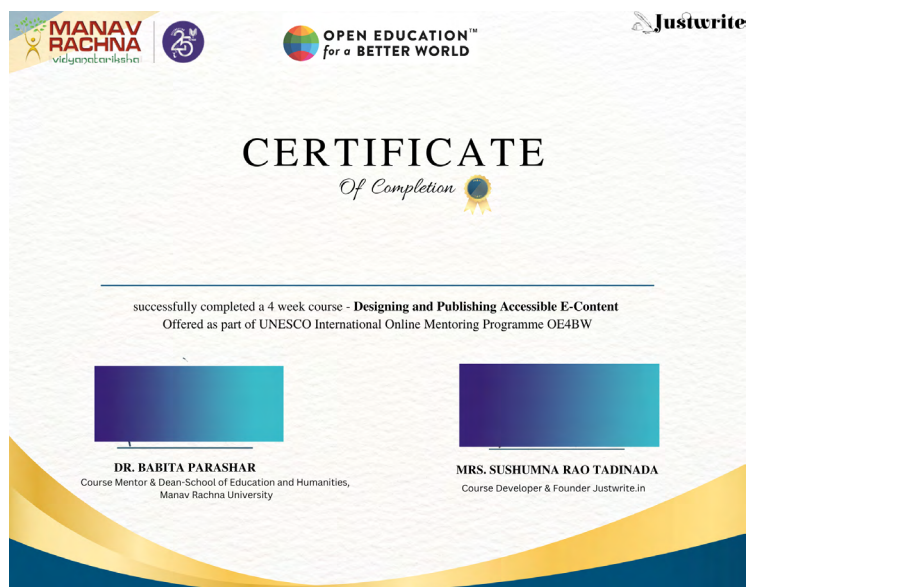 MANAV
RACHNA
vidyanatariksha
25
OPEN EDUCATION™
for a BETTER WORLD
Justwrite
CERTIFICATE
Of Completion
successfully completed a 4 week course - Designing and Publishing Accessible E-Content
Offered as part of UNESCO International Online Mentoring Programme OE4BW
DR. BABITA PARASHAR
Course Mentor & Dean-School of Education and Humanities,
Manav Rachna University
MRS. SUSHUMNA RAO TADINADA
Course Developer & Founder Justwrite.in